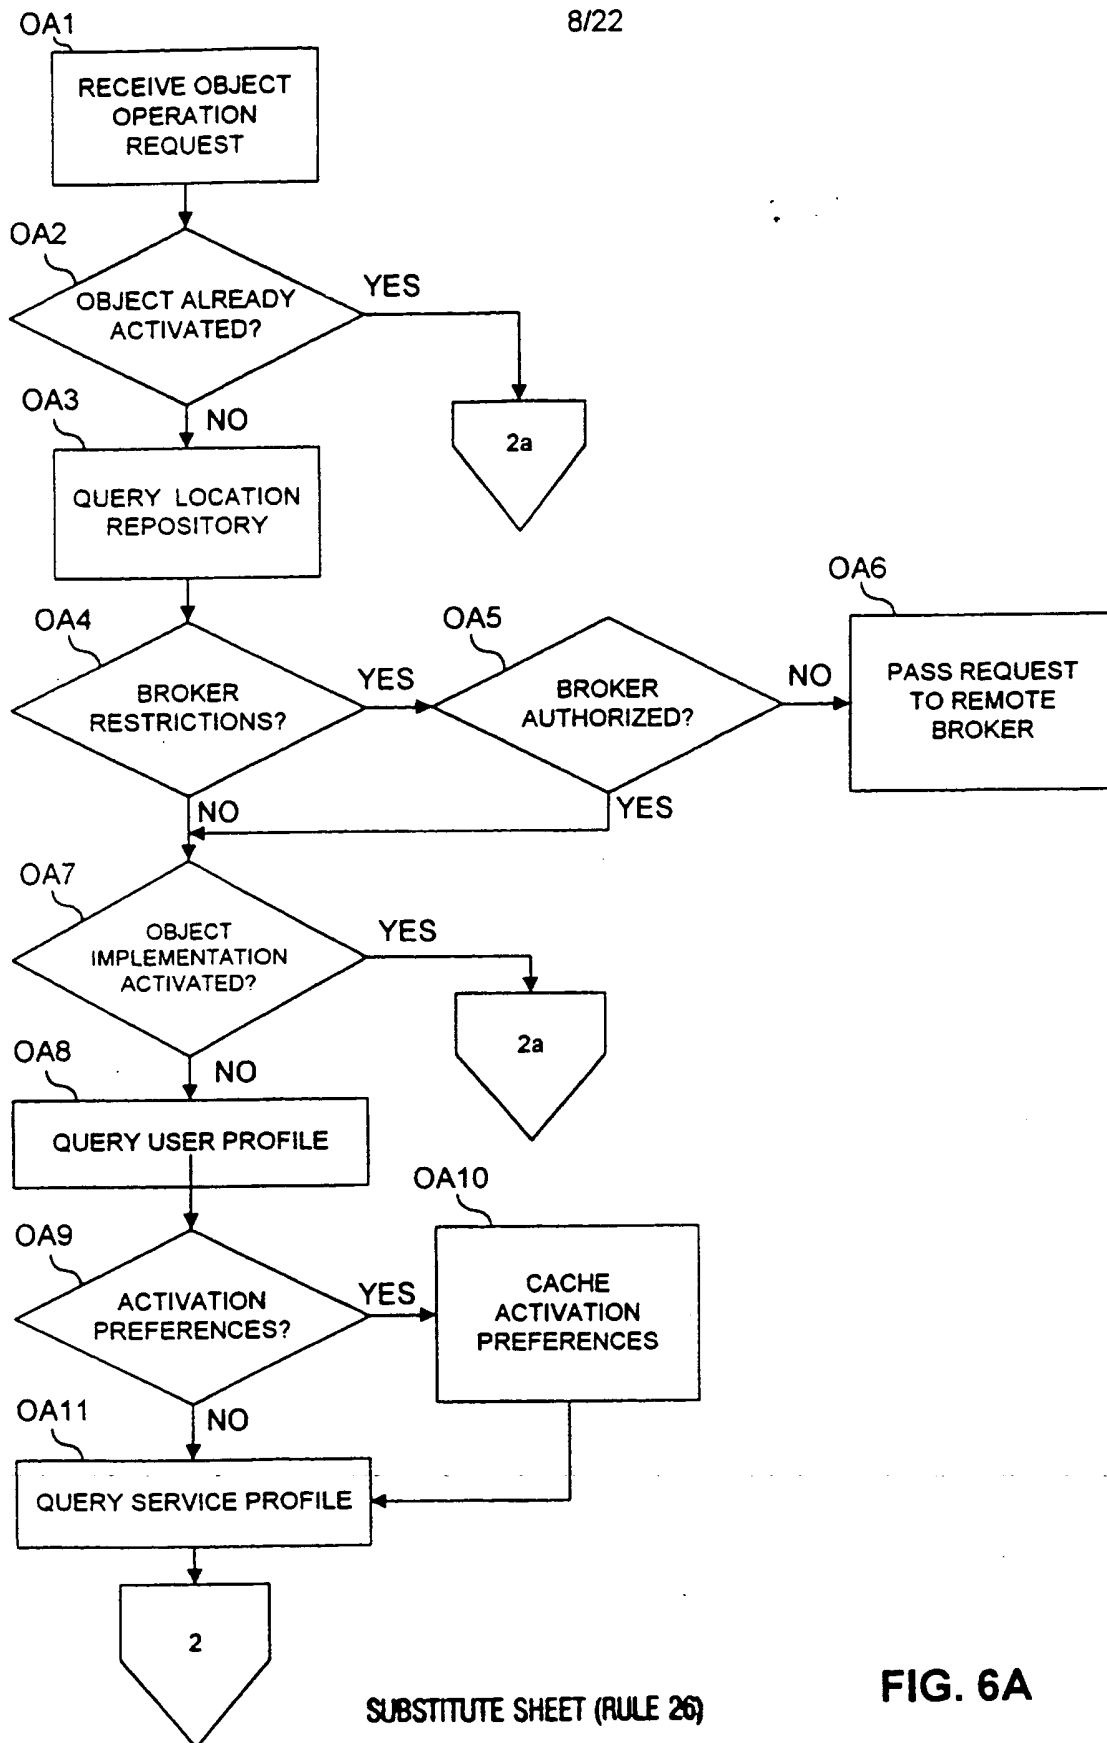 8/22
OA1
RECEIVE OBJECT
OPERATION
REQUEST
OA2
OBJECT ALREADY
ACTIVATED?
YES
2a
NO
OA3
QUERY LOCATION
REPOSITORY
OA4
BROKER
RESTRICTIONS?
YES
OA5
BROKER
AUTHORIZED?
NO
OA6
PASS REQUEST
TO REMOTE
BROKER
YES
NO
OA7
OBJECT
IMPLEMENTATION
ACTIVATED?
YES
2a
NO
OA8
QUERY USER PROFILE
OA9
ACTIVATION
PREFERENCES?
YES
OA10
CACHE
ACTIVATION
PREFERENCES
NO
OA11
QUERY SERVICE PROFILE
2
SUBSTITUTE SHEET (RULE 26)
FIG. 6A